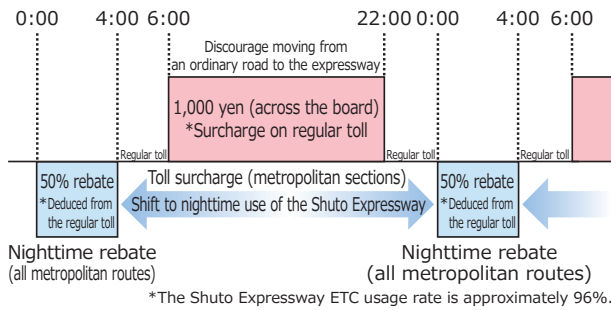 0:00 4:00 6:00 22:00 0:00 4:00 6:00
Discourage moving from
an ordinary road to the expressway
1,000 yen (across the board)
*Surcharge on regular toll
Regular toll
Regular toll
Regular toll
50% rebate
*Deduced from
the regular toll
Toll surcharge (metropolitan sections)
Shift to nighttime use of the Shuto Expressway
50% rebate
*Deduced from
the regular toll
Nighttime rebate
(all metropolitan routes)
Nighttime rebate
(all metropolitan routes)
*The Shuto Expressway ETC usage rate is approximately 96%.